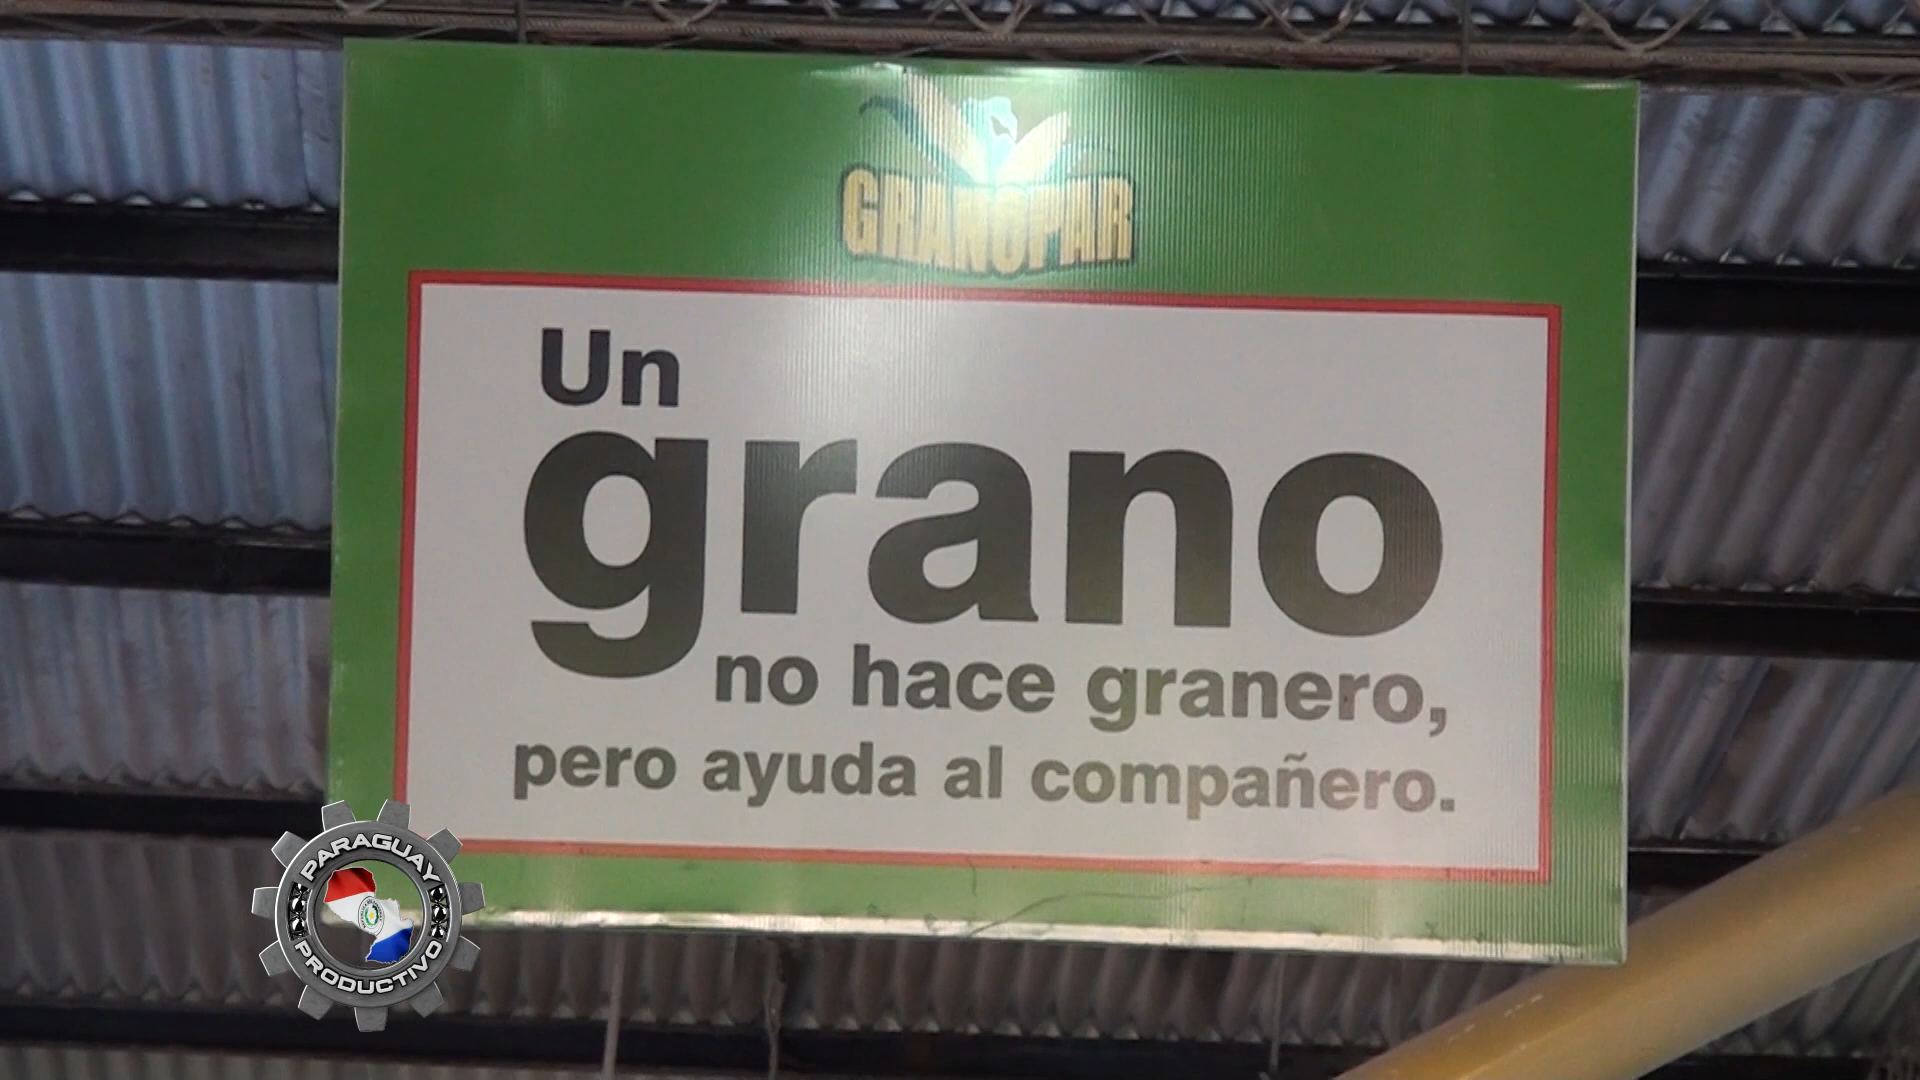 GRANOPAR
Un
grano
no hace granero,
pero ayuda al compañero.
PARAGUAY
PRODUCTIVO